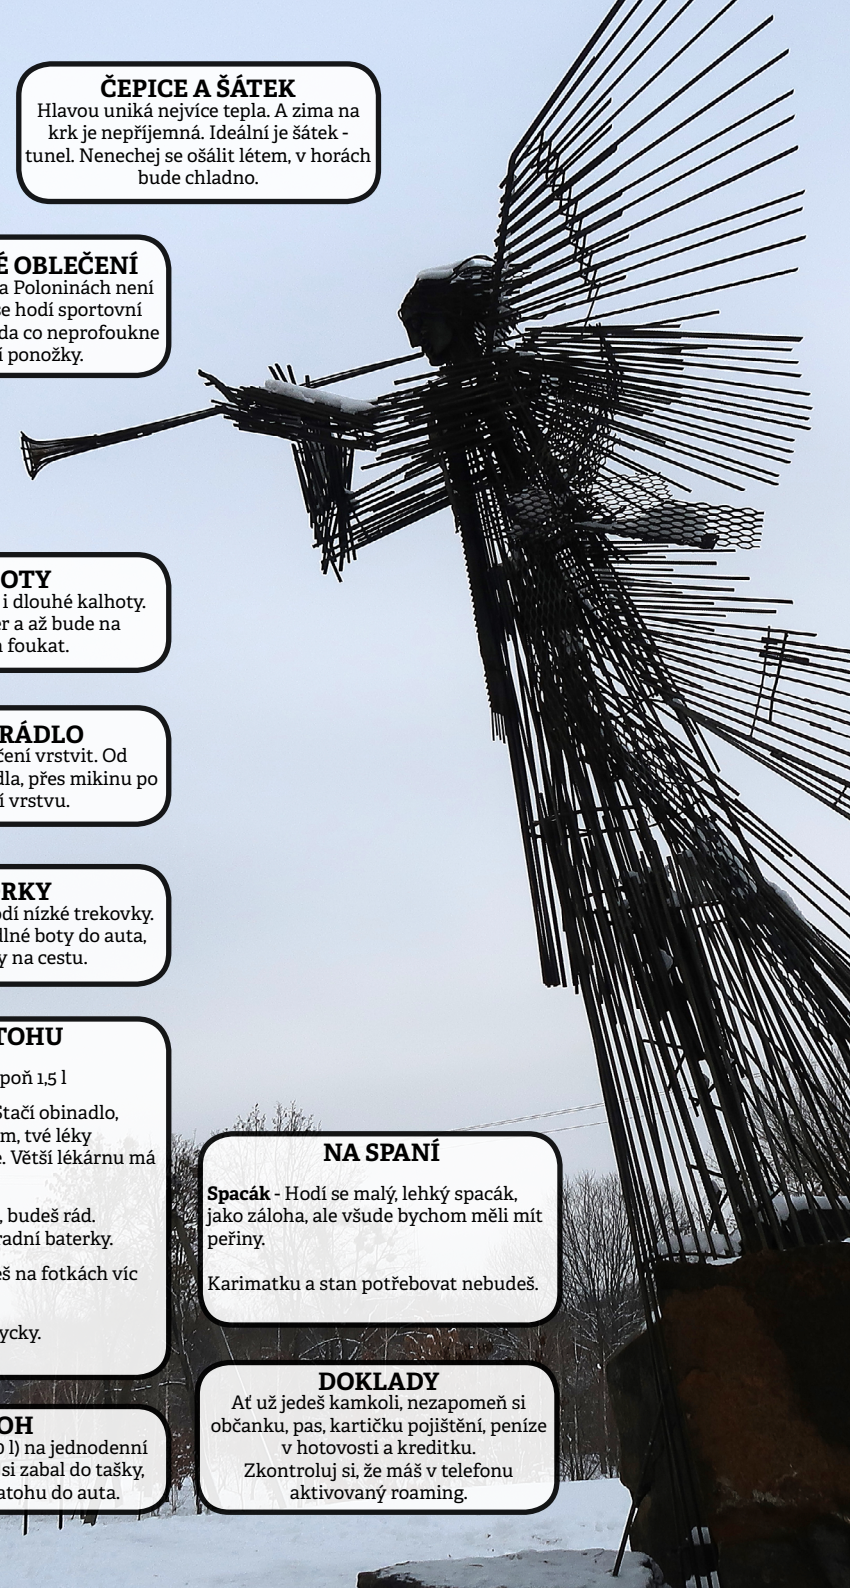 ČEPICE A ŠÁTEK
Hlavou uniká nejvíce tepla. A zima na
krk je nepříjemná. Ideální je šátek -
tunel. Nenechej se ošálit létem, v horách
bude chladno.
É OBLEČENÍ
a Poloninách není
se hodí sportovní
da co neprofoukne
í ponožky.
OTY
i dlouhé kalhoty.
er a až bude na
foukat.
RÁDLO
čení vrstvit. Od
dla, přes mikinu po
í vrstvu.
RKY
odí nízké trekovky.
dlné boty do auta,
y na cestu.
TOHU
poň 1,5 l
Stačí obinadlo,
m, tvé léky
e. Větší lékárnu má
, budeš rád.
radní baterky.
eš na fotkách víc
ycky.
OH
0 l) na jednodenní
si zabal do tašky,
atohu do auta.
NA SPANÍ
Spacák - Hodí se malý, lehký spacák,
jako záloha, ale všude bychom měli mít
peřiny.
Karimatku a stan potřebovat nebudeš.
DOKLADY
Ať už jedeš kamkoli, nezapomeň si
občanku, pas, kartičku pojištění, peníze
v hotovosti a kreditku.
Zkontroluj si, že máš v telefonu
aktivovaný roaming.